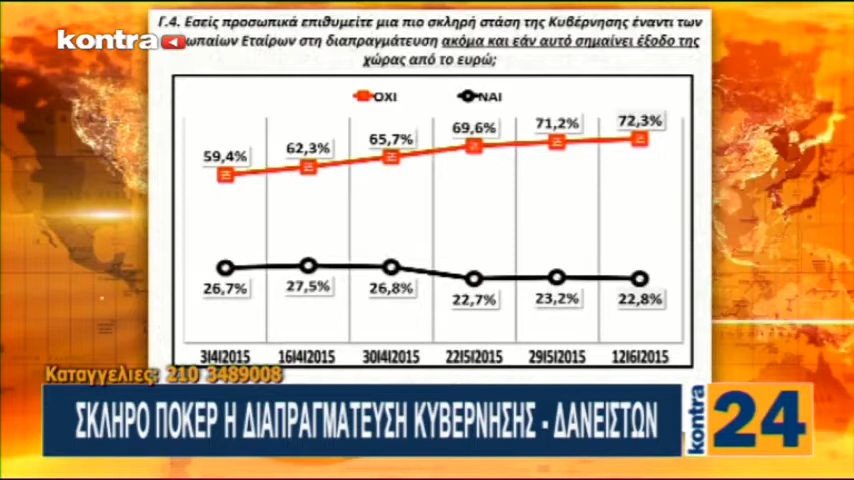 Γ.4. Εσείς προσωπικά επιθυμείτε μια πιο σκληρή στάση της Κυβέρνησης έναντι των
kontra
Εταίρων στη διαπραγμάτευση ακόμα και εάν αυτό σημαίνει έξοδο της
χώρας από το ευρώ;
ΟΧΙ ΝΑΙ
59,4% 62,3% 65,7% 69,6% 71,2% 72,3%
26,7% 27,5% 26,8% 22,7% 23,2% 22,8%
3|4|2015 16|4|2015 30|4|2015 22|5|2015 29|5|2015 12|6|2015
Καταγγελιες: 210 3489008
ΣΚΛΗΡΟ ΠΟΚΕΡ Η ΔΙΑΠΡΑΓΜΑΤΕΥΣΗ ΚΥΒΕΡΝΗΣΗΣ - ΔΑΝΕΙΣΤΩΝ
kontra 24